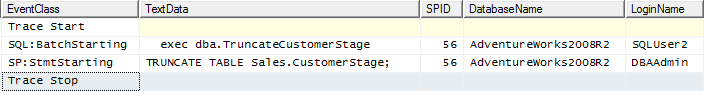 EventClass TextData SPID DatabaseName LoginName
Trace Start
SQL:BatchStarting exec dba.TruncateCustomerStage 56 AdventureWorks2008R2 SQLUser2
SP:StmtStarting TRUNCATE TABLE Sales.CustomerStage; 56 AdventureWorks2008R2 DBAAdmin
Trace Stop